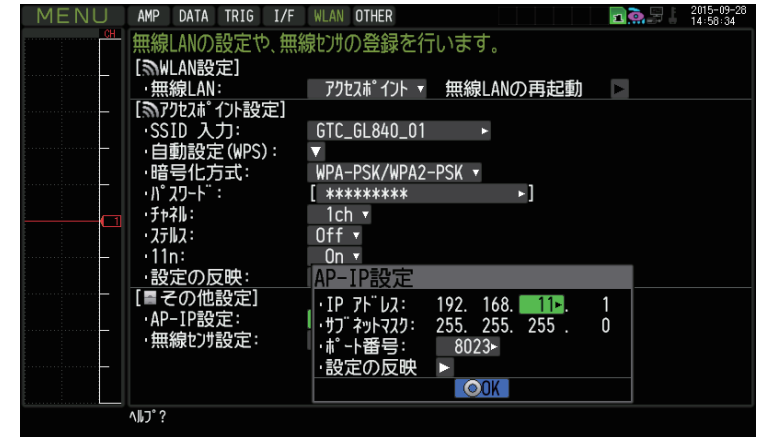 MENU AMP DATA TRIG I/F WLAN OTHER 2015-09-28
14:58:34
CH
無線LANの設定や、無線ｾﾝｻの登録を行います。
[WLAN設定]
・無線LAN: ｱｸｾｽﾎﾟｲﾝﾄ ▼ 無線LANの再起動 ►
[ｱｸｾｽﾎﾟｲﾝﾄ設定]
・SSID 入力: GTC_GL840_01 ►
・自動設定(WPS): ▼
・暗号化方式: WPA-PSK/WPA2-PSK ▼
・ﾊﾟｽﾜｰﾄﾞ: [ ********* ►]
・ﾁｬﾈﾙ: 1ch ▼
1
・ｽﾃﾙｽ: Off ▼
・11n: On ▼
・設定の反映:
[その他設定]
・AP-IP設定:
・無線ｾﾝｻ設定:
AP-IP設定
・IP ｱﾄﾞﾚｽ: 192. 168. 11►. 1
・ｻﾌﾞﾈｯﾄﾏｽｸ: 255. 255. 255 . 0
・ﾎﾟｰﾄ番号: 8023►
・設定の反映 ►
OK
ﾍﾙﾌﾟ?